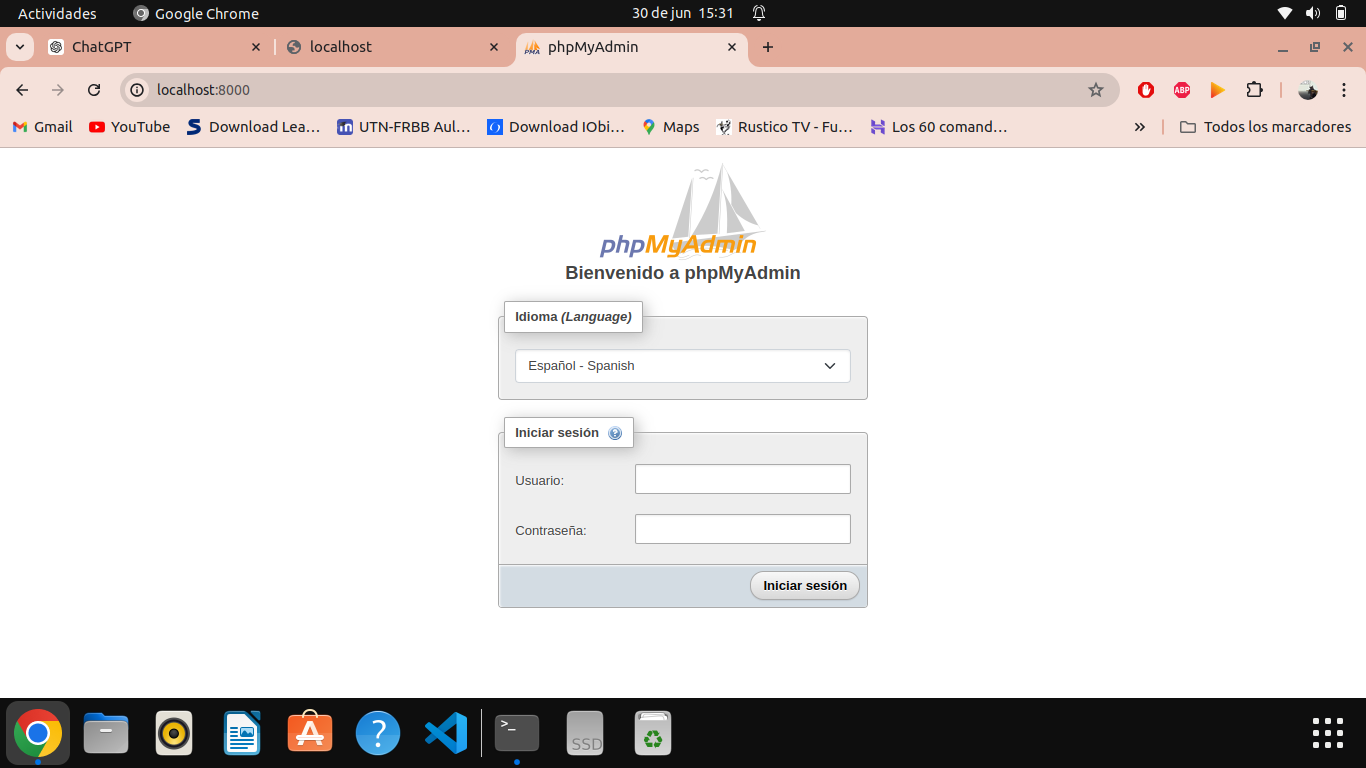 Actividades Google Chrome 30 de jun 15:31
ChatGPT localhost phpMyAdmin
localhost:8000
Gmail YouTube Download Lea… UTN-FRBB Aul… Download IObi… Maps Rustico TV - Fu… Los 60 comand… » Todos los marcadores
phpMyAdmin
Bienvenido a phpMyAdmin
Idioma (Language)
Español - Spanish
Iniciar sesión
Usuario:
Contraseña:
Iniciar sesión
>_ SSD